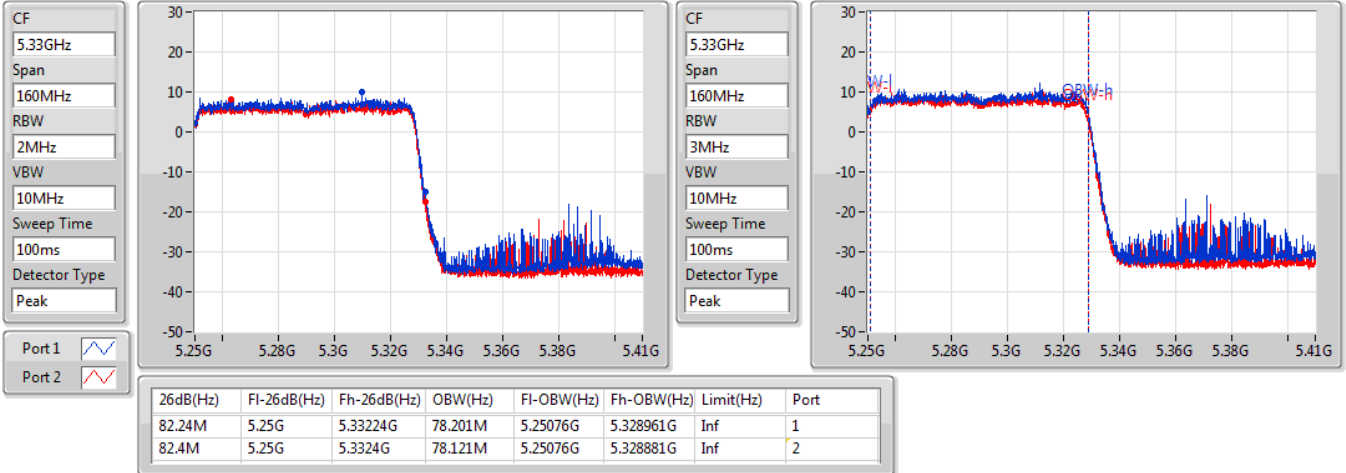 CF
5.33GHz
Span
160MHz
RBW
2MHz
VBW
10MHz
Sweep Time
100ms
Detector Type
Peak
30
20
10
0
-10
-20
-30
-40
-50
5.25G 5.28G 5.3G 5.32G 5.34G 5.36G 5.38G 5.41G
CF
5.33GHz
Span
160MHz
RBW
3MHz
VBW
10MHz
Sweep Time
100ms
Detector Type
Peak
30
20
10
0
-10
-20
-30
-40
-50
W-l
OBW-h
5.25G 5.28G 5.3G 5.32G 5.34G 5.36G 5.38G 5.41G
Port 1
Port 2
26dB(Hz) Fl-26dB(Hz) Fh-26dB(Hz) OBW(Hz) Fl-OBW(Hz) Fh-OBW(Hz) Limit(Hz) Port
82.24M 5.25G 5.33224G 78.201M 5.25076G 5.328961G Inf 1
82.4M 5.25G 5.3324G 78.121M 5.25076G 5.328881G Inf 2